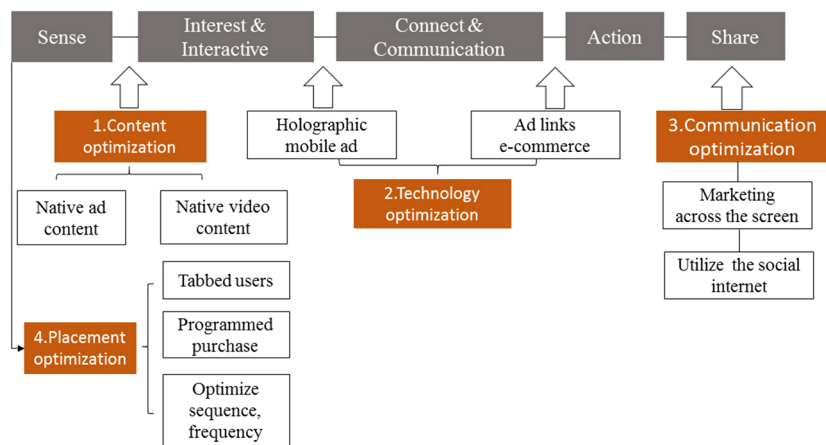 Sense
Interest &
Interactive
Connect &
Communication
Action
Share
1.Content
optimization
Holographic
mobile ad
Ad links
e-commerce
3.Communication
optimization
2.Technology
optimization
Native ad
content
Native video
content
Marketing
across the screen
Utilize the social
internet
Tabbed users
4.Placement
optimization
Programmed
purchase
Optimize
sequence,
frequency